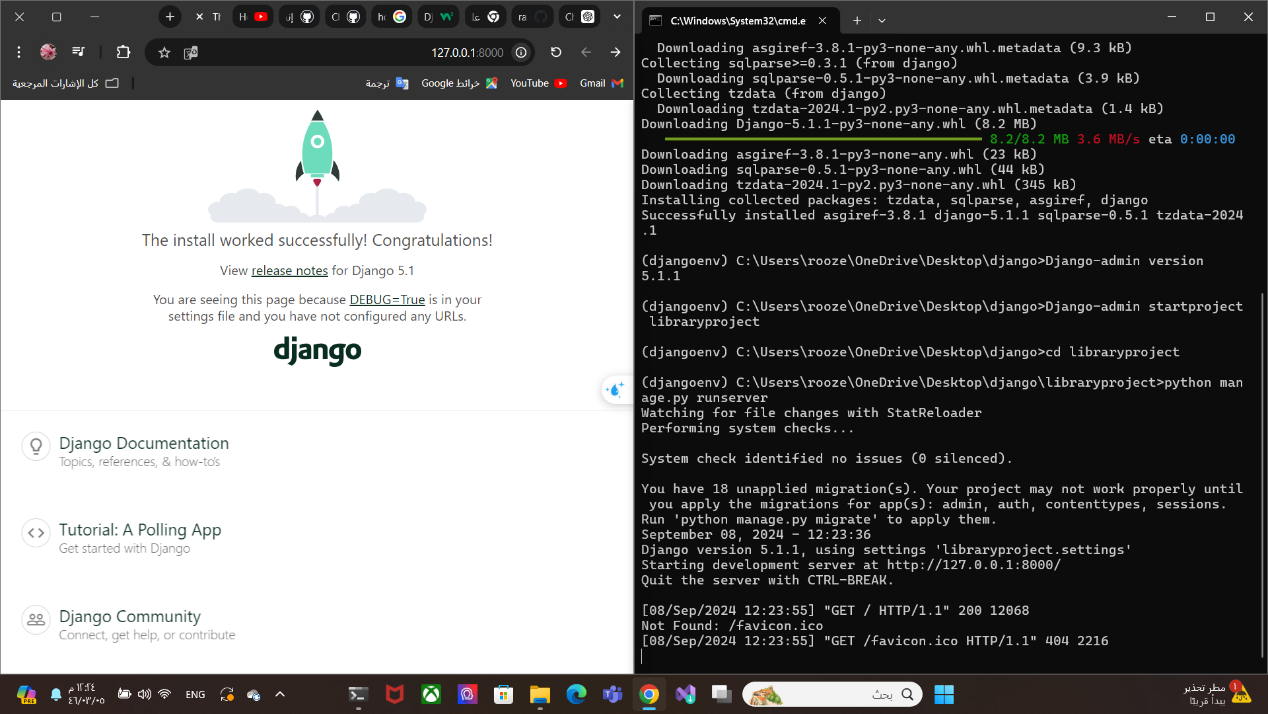 Tl
H
او
Cl
ho
Dj
لد
ra
Cl
127.0.0.1:8000
كل الإشارات المرجعية
ترجمة
خرائط Google
YouTube
Gmail
The install worked successfully! Congratulations!
View release notes for Django 5.1
You are seeing this page because DEBUG=True is in your
settings file and you have not configured any URLs.
django
Django Documentation
Topics, references, & how-to's
Tutorial: A Polling App
Get started with Django
Django Community
Connect, get help, or contribute
C:\Windows\System32\cmd.e
Downloading asgiref-3.8.1-py3-none-any.whl.metadata (9.3 kB)
Collecting sqlparse>=0.3.1 (from django)
Downloading sqlparse-0.5.1-py3-none-any.whl.metadata (3.9 kB)
Collecting tzdata (from django)
Downloading tzdata-2024.1-py2.py3-none-any.whl.metadata (1.4 kB)
Downloading Django-5.1.1-py3-none-any.whl (8.2 MB)
8.2/8.2 MB 3.6 MB/s eta 0:00:00
Downloading asgiref-3.8.1-py3-none-any.whl (23 kB)
Downloading sqlparse-0.5.1-py3-none-any.whl (44 kB)
Downloading tzdata-2024.1-py2.py3-none-any.whl (345 kB)
Installing collected packages: tzdata, sqlparse, asgiref, django
Successfully installed asgiref-3.8.1 django-5.1.1 sqlparse-0.5.1 tzdata-2024
.1
(djangoenv) C:\Users\rooze\OneDrive\Desktop\django>Django-admin version
5.1.1
(djangoenv) C:\Users\rooze\OneDrive\Desktop\django>Django-admin startproject
libraryproject
(djangoenv) C:\Users\rooze\OneDrive\Desktop\django>cd libraryproject
(djangoenv) C:\Users\rooze\OneDrive\Desktop\django\libraryproject>python man
age.py runserver
Watching for file changes with StatReloader
Performing system checks...
System check identified no issues (0 silenced).
You have 18 unapplied migration(s). Your project may not work properly until
you apply the migrations for app(s): admin, auth, contenttypes, sessions.
Run 'python manage.py migrate' to apply them.
September 08, 2024 - 12:23:36
Django version 5.1.1, using settings 'libraryproject.settings'
Starting development server at http://127.0.0.1:8000/
Quit the server with CTRL-BREAK.
[08/Sep/2024 12:23:55] "GET / HTTP/1.1" 200 12068
Not Found: /favicon.ico
[08/Sep/2024 12:23:55] "GET /favicon.ico HTTP/1.1" 404 2216
PRE
١٢:٢٤ م
٤٦/٠٣/٠٥
ENG
بحث
مطر تحذير
يبدأ قريبًا
1